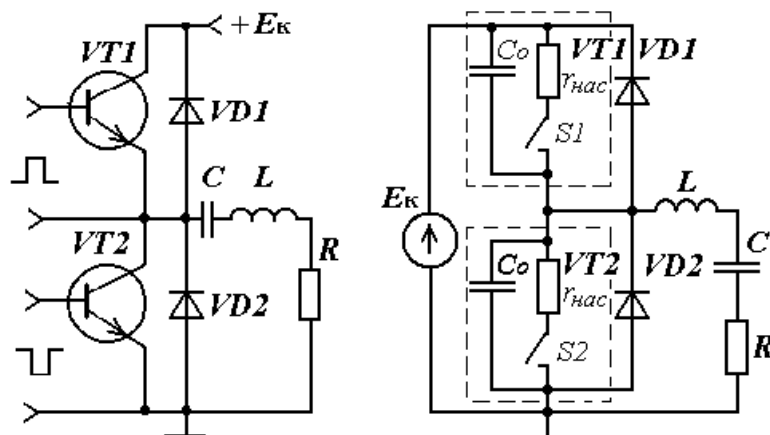 +Eк
VT1
VD1
C L
VT2
R
VD2
Co
rнас
VT1 VD1
S1
L
Eк
C
Co
VT2
VD2
rнас
S2
R